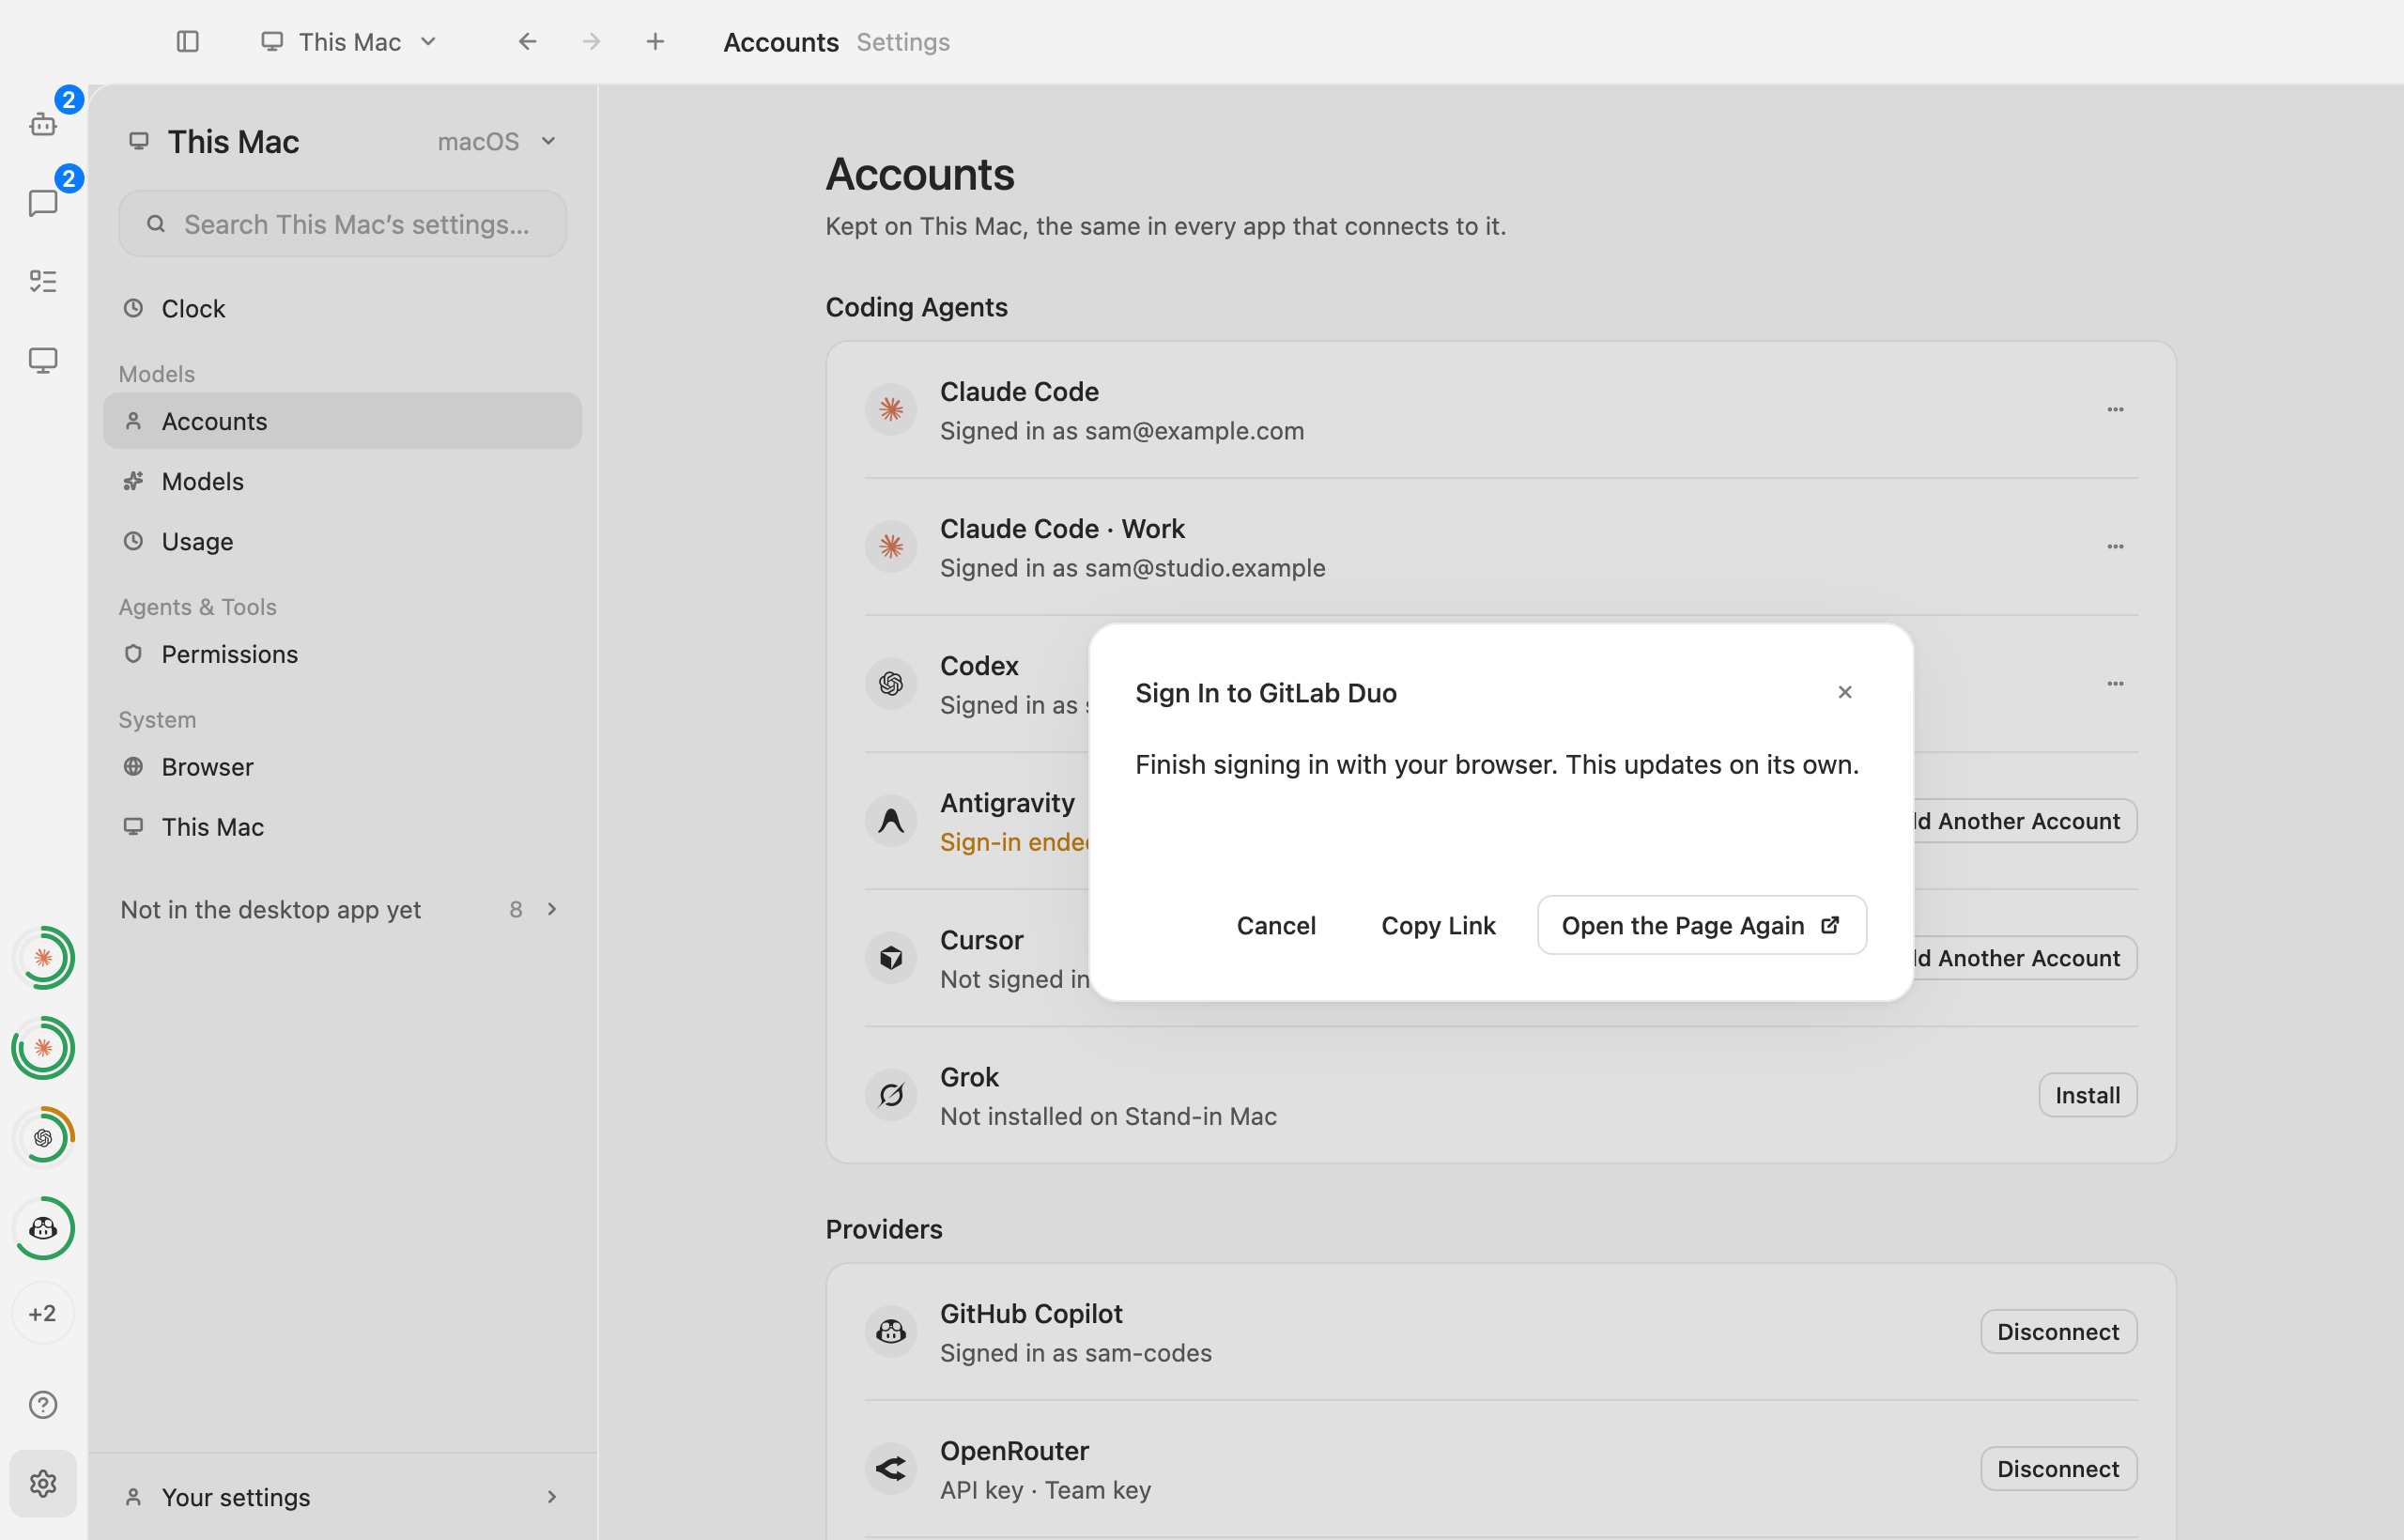 This Mac
Accounts Settings
2
2
This Mac macOS
Search This Mac’s settings...
Clock
Models
Accounts
Models
Usage
Agents & Tools
Permissions
System
Browser
This Mac
Not in the desktop app yet 8
+2
Your settings
Accounts
Kept on This Mac, the same in every app that connects to it.
Coding Agents
Claude Code
Signed in as sam@example.com
Claude Code · Work
Signed in as sam@studio.example
Codex
Signed in as
Antigravity
Sign-in ended
Another Account
Cursor
Not signed in
Another Account
Grok
Not installed on Stand-in Mac
Install
Sign In to GitLab Duo
Finish signing in with your browser. This updates on its own.
Cancel
Copy Link
Open the Page Again
Providers
GitHub Copilot
Signed in as sam-codes
Disconnect
OpenRouter
API key · Team key
Disconnect